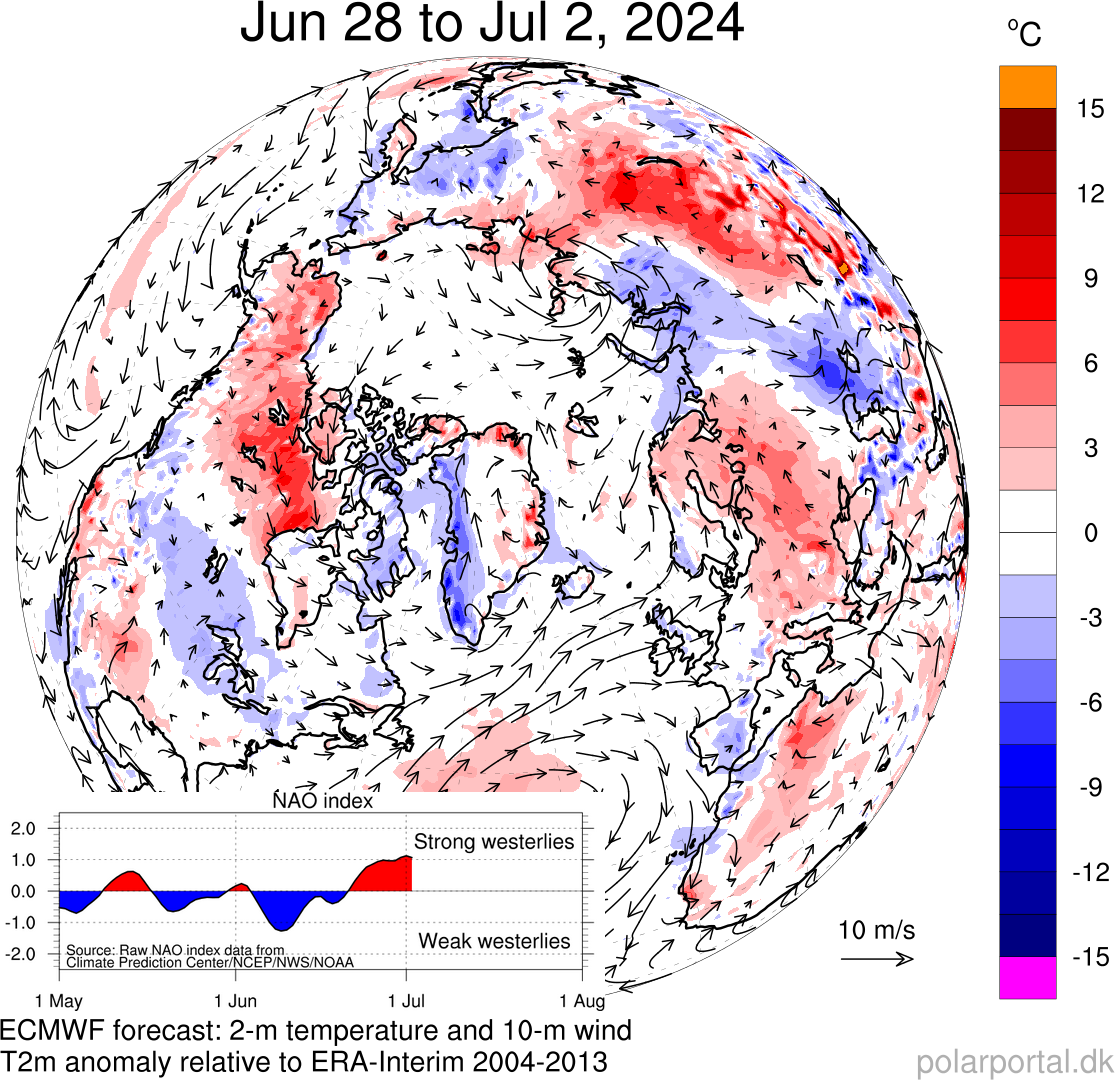 Jun 28 to Jul 2, 2024
°C
15
12
9
6
3
0
-3
-6
-9
-12
-15
10 m/s
NAO index
2.0
1.0
0.0
-1.0
-2.0
Strong westerlies
Weak westerlies
Source: Raw NAO index data from
Climate Prediction Center/NCEP/NWS/NOAA
1 May
1 Jun
1 Jul
1 Aug
ECMWF forecast: 2-m temperature and 10-m wind
T2m anomaly relative to ERA-Interim 2004-2013
polarportal.dk